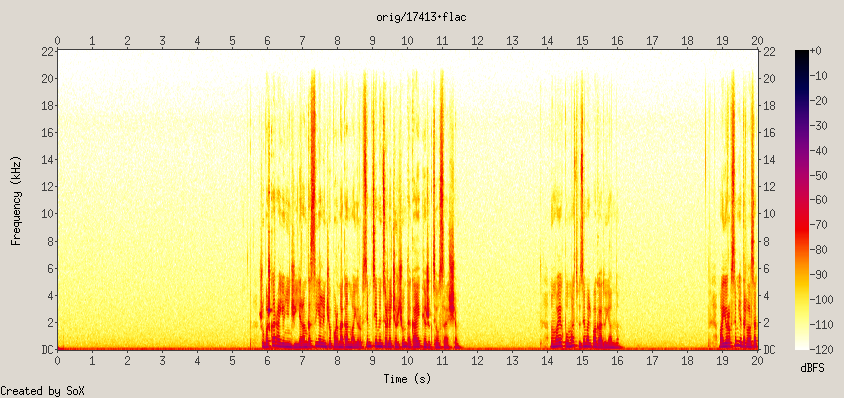 orig/17413.flac
0 1 2 3 4 5 6 7 8 9 10 11 12 13 14 15 16 17 18 19 20
22 22 +0
20 20 -10
18 18 -20
16 16 -30
14 14 -40
12 12 -50
10 10 -60
8 8 -70
6 6 -80
4 4 -90
2 2 -100
DC DC -110
-120
Frequency (kHz)
0 1 2 3 4 5 6 7 8 9 10 11 12 13 14 15 16 17 18 19 20
Time (s)
dBFS
Created by SoX